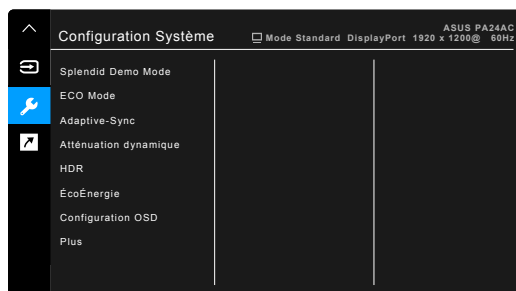 ASUS PA24AC
Configuration Système
Mode Standard DisplayPort 1920 x 1200@ 60Hz
Splendid Demo Mode
ECO Mode
Adaptive-Sync
Atténuation dynamique
HDR
ÉcoÉnergie
Configuration OSD
Plus